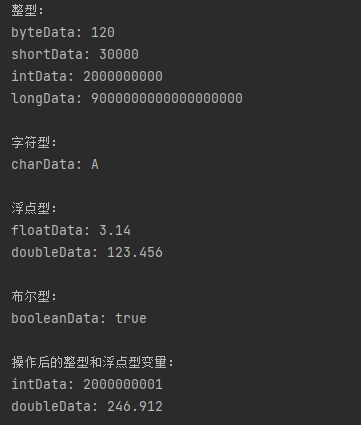 整型:
byteData: 120
shortData: 30000
intData: 2000000000
longData: 9000000000000000000
字符型:
charData: A
浮点型:
floatData: 3.14
doubleData: 123.456
布尔型:
booleanData: true
操作后的整型和浮点型变量:
intData: 2000000001
doubleData: 246.912